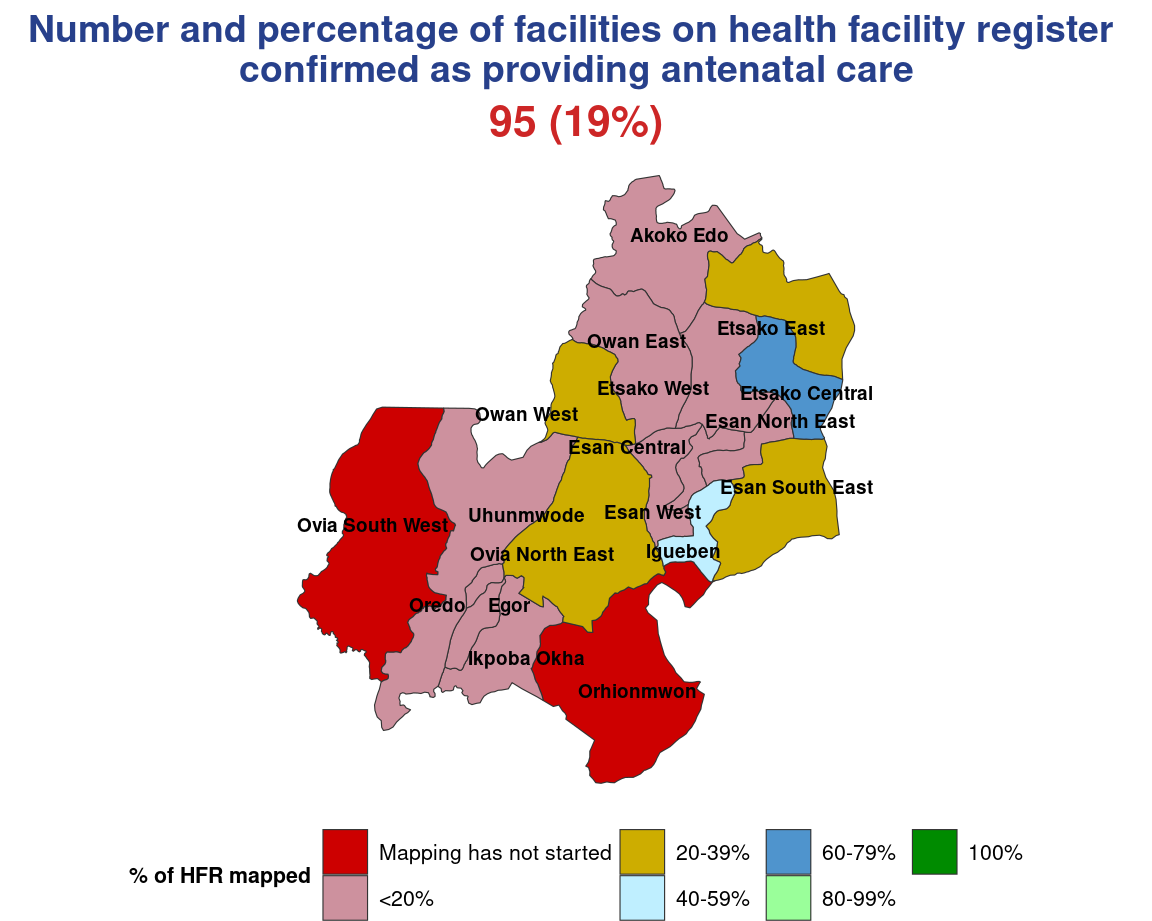 Number and percentage of facilities on health facility register
confirmed as providing antenatal care
95 (19%)
Akoko Edo
Etsako East
Owan East
Etsako West
Etsako Central
Owan West
Esan North East
Esan Central
Esan South East
Esan West
Uhunmwode
Ovia South West
Igueben
Ovia North East
Oredo
Egor
Ikpoba Okha
Orhionmwon
% of HFR mapped
Mapping has not started
<20%
20-39%
40-59%
60-79%
80-99%
100%